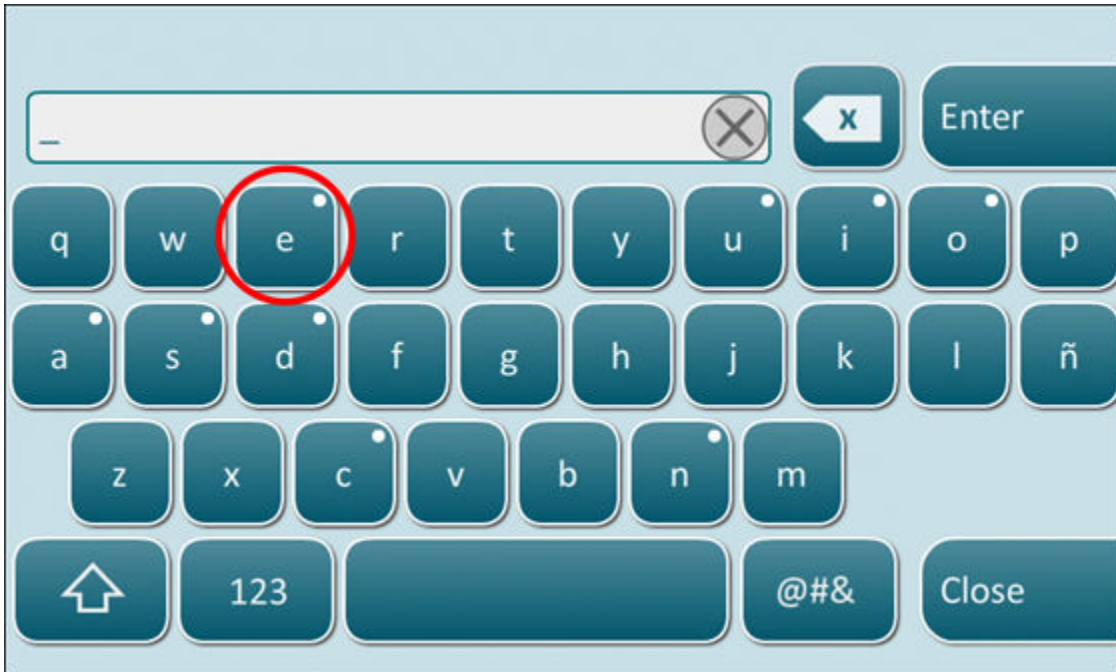 _ x Enter
q w e r t y u i o p
a s d f g h j k l ñ
z x c v b n m
123 @#& Close